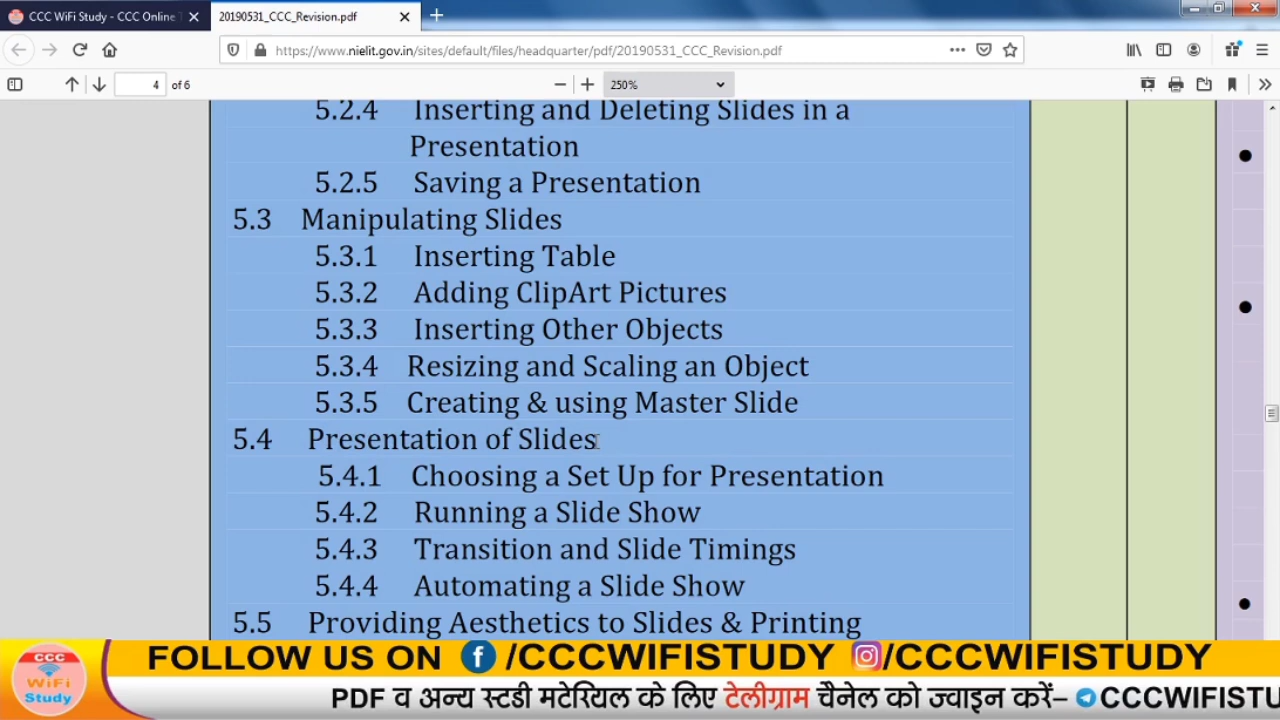 CCC WiFi Study - CCC Online
20190531_CCC_Revision.pdf
https://www.nielit.gov.in/sites/default/files/headquarter/pdf/20190531_CCC_Revision.pdf
4 of 6
250%
5.2.4 Inserting and Deleting Slides in a
Presentation
5.2.5 Saving a Presentation
5.3 Manipulating Slides
5.3.1 Inserting Table
5.3.2 Adding ClipArt Pictures
5.3.3 Inserting Other Objects
5.3.4 Resizing and Scaling an Object
5.3.5 Creating & using Master Slide
5.4 Presentation of Slides
5.4.1 Choosing a Set Up for Presentation
5.4.2 Running a Slide Show
5.4.3 Transition and Slide Timings
5.4.4 Automating a Slide Show
5.5 Providing Aesthetics to Slides & Printing
CCC
WiFi
Study
FOLLOW US ON /CCCWIFISTUDY /CCCWIFISTUDY
PDF व अन्य स्टडी मटेरियल के लिए टेलीग्राम चैनेल को ज्वाइन करें– CCCWIFISTU